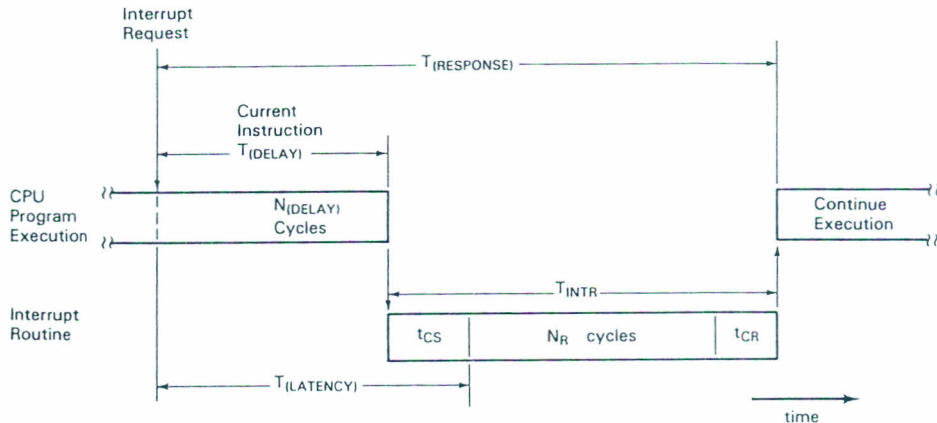 Interrupt
Request
T(RESPONSE)
Current
Instruction
T(DELAY)
CPU
Program
Execution
N(DELAY)
Cycles
Continue
Execution
TINTR
Interrupt
Routine
tCS
NR cycles
tCR
T(LATENCY)
time